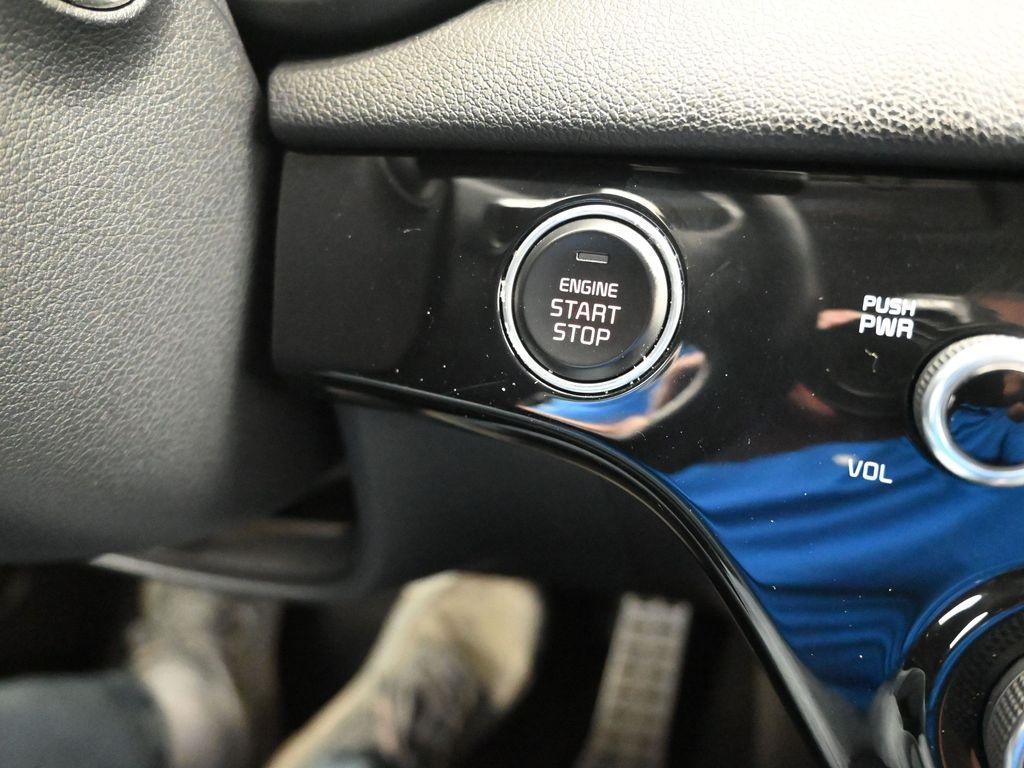 ENGINE
START
STOP
PUSH
PWR
VOL